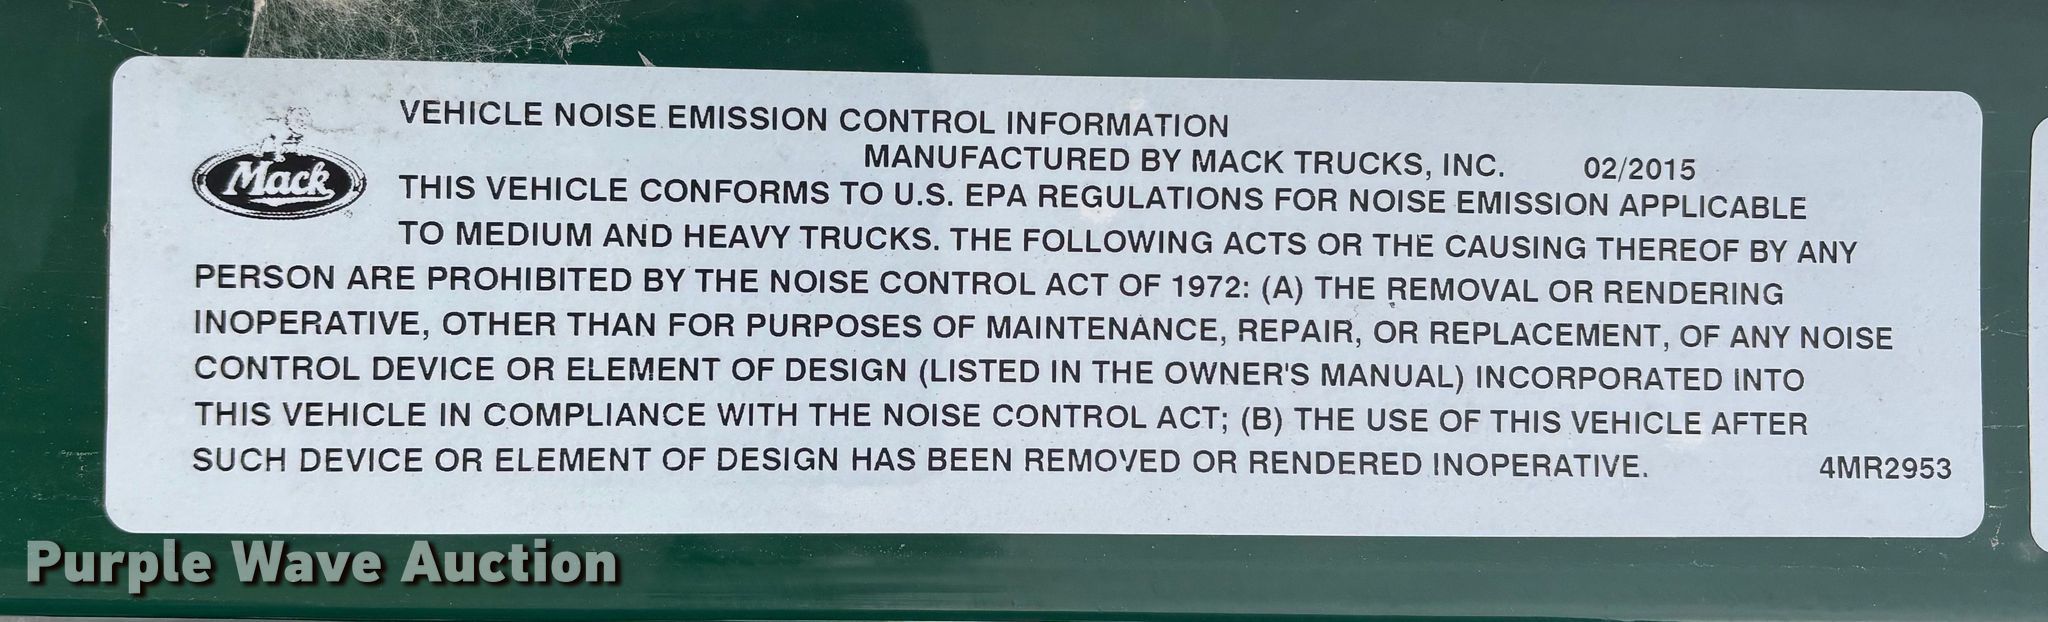 VEHICLE NOISE EMISSION CONTROL INFORMATION
MANUFACTURED BY MACK TRUCKS, INC. 02/2015
Mack
THIS VEHICLE CONFORMS TO U.S. EPA REGULATIONS FOR NOISE EMISSION APPLICABLE
TO MEDIUM AND HEAVY TRUCKS. THE FOLLOWING ACTS OR THE CAUSING THEREOF BY ANY
PERSON ARE PROHIBITED BY THE NOISE CONTROL ACT OF 1972: (A) THE REMOVAL OR RENDERING
INOPERATIVE, OTHER THAN FOR PURPOSES OF MAINTENANCE, REPAIR, OR REPLACEMENT, OF ANY NOISE
CONTROL DEVICE OR ELEMENT OF DESIGN (LISTED IN THE OWNER'S MANUAL) INCORPORATED INTO
THIS VEHICLE IN COMPLIANCE WITH THE NOISE CONTROL ACT; (B) THE USE OF THIS VEHICLE AFTER
SUCH DEVICE OR ELEMENT OF DESIGN HAS BEEN REMOVED OR RENDERED INOPERATIVE. 4MR2953
Purple Wave Auction